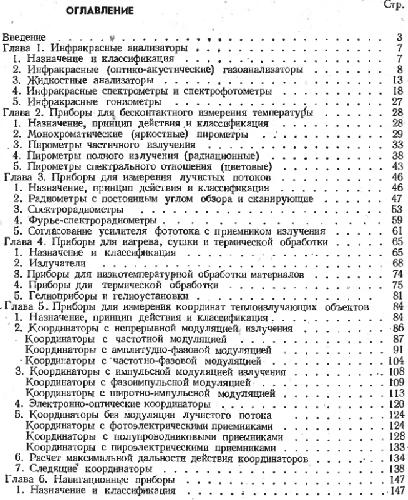 ОГЛАВЛЕНИЕ
Стр.
Введение . . . 3
Глава 1. Инфракрасные анализаторы . . . 7
1. Назначение и классификация . . . 7
2. Инфракрасные (оптико-акустические) газоанализаторы . . . 8
3. Жидкостные анализаторы . . . 13
4. Инфракрасные спектрометры и спектрофотометры . . . 18
5. Инфракрасные гониометры . . . 27
Глава 2. Приборы для бесконтактного измерения температуры . . . 28
1. Назначение, принцип действия и классификация . . . 28
2. Монохроматические (яркостные) пирометры . . . 29
3. Пирометры частичного излучения . . . 33
4. Пирометры полного излучения (радиационные) . . . 38
5. Пирометры спектрального отношения (цветовые) . . . 43
Глава 3. Приборы для измерения лучистых потоков . . . 46
1. Назначение, принцип действия и классификация . . . 46
2. Радиометры с постоянным углом обзора и сканирующие . . . 47
3. Спектрорадиометры . . . 53
4. Фурье-спектрорадиометры . . . 59
5. Согласование усилителя фототока с приемником излучения . . . 61
Глава 4. Приборы для нагрева, сушки и термической обработки . . . 65
1. Назначение и классификация . . . 65
2. Излучатели . . . 68
3. Приборы для низкотемпературной обработки материалов . . . 74
4. Приборы для термической обработки . . . 75
5. Гелиоприборы и гелиоустановки . . . 81
Глава 5. Приборы для измерения координат теплоизлучающих объектов . . . 84
1. Назначение, принцип действия и классификация . . . 84
2. Координаторы с непрерывной модуляцией излучения . . . 86
Координаторы с частотной модуляцией . . . 87
Координаторы с амплитудно-фазовой модуляцией . . . 91
Координаторы с частотно-фазовой модуляцией . . . 104
3. Координаторы с импульсной модуляцией излучения . . . 108
Координаторы с фазоимпульсной модуляцией . . . 109
Координаторы с широтно-импульсной модуляцией . . . 113
4. Электронно-оптические координаторы . . . 120
5. Координаторы без модуляции лучистого потока . . . 124
Координаторы с фотоэлектрическими приемниками . . . 124
Координаторы с полупроводниковыми приемниками . . . 128
Координаторы с пироэлектрическими приемниками . . . 133
6. Расчет максимальной дальности действия координаторов . . . 134
7. Следящие координаторы . . . 138
Глава 6. Навигационные приборы . . . 147
1. Назначение и классификация . . . 147